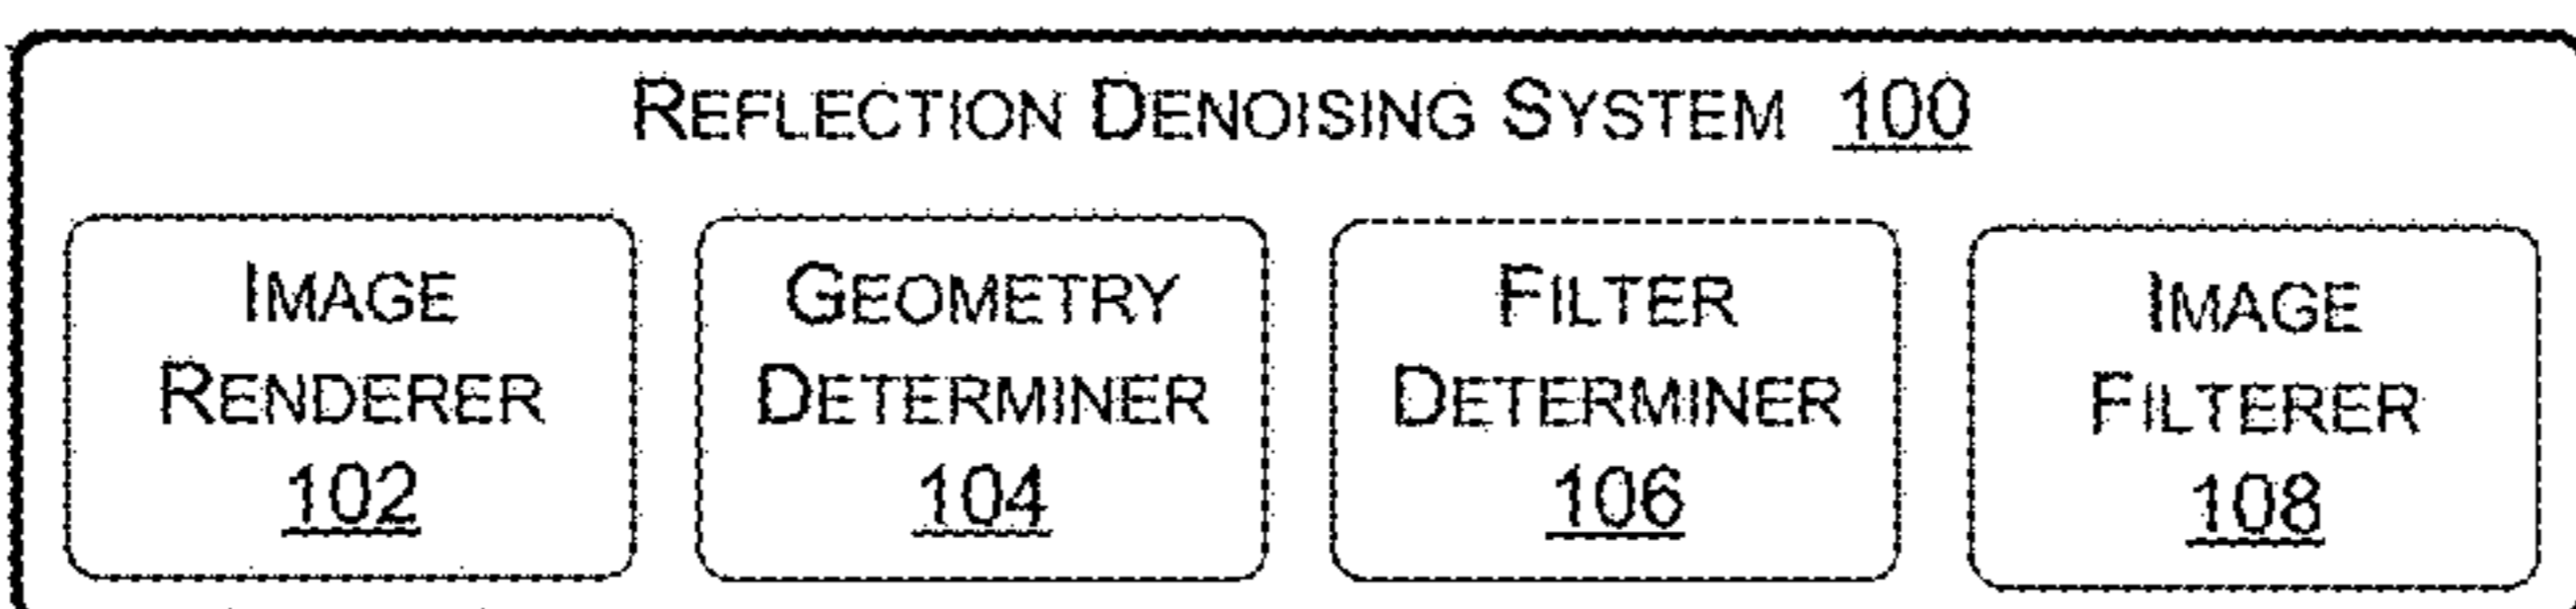 REFLECTION DENOISING SYSTEM 100
IMAGE
RENDERER
102
GEOMETRY
DETERMINER
104
FILTER
DETERMINER
106
IMAGE
FILTERER
108